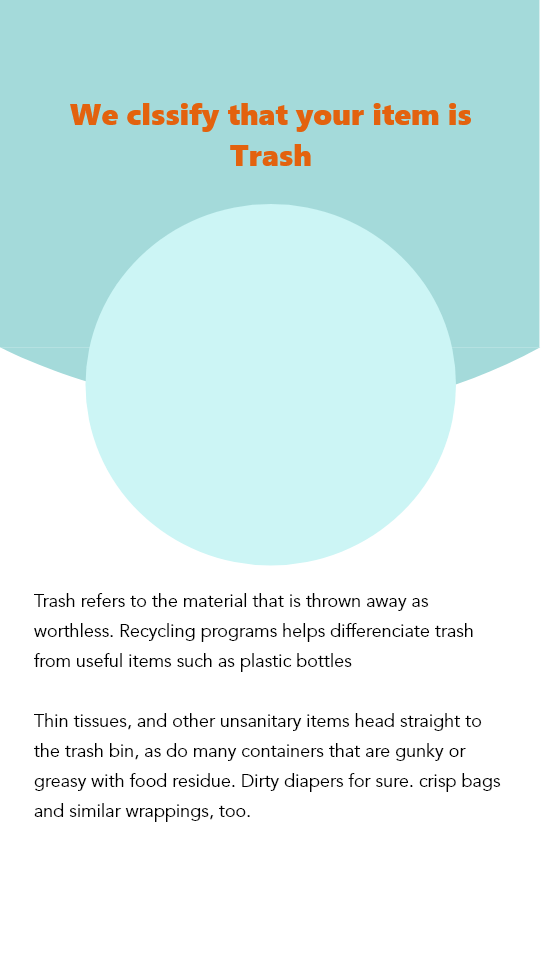 We clssify that your item is
Trash
Trash refers to the material that is thrown away as
worthless. Recycling programs helps differenciate trash
from useful items such as plastic bottles
Thin tissues, and other unsanitary items head straight to
the trash bin, as do many containers that are gunky or
greasy with food residue. Dirty diapers for sure. crisp bags
and similar wrappings, too.